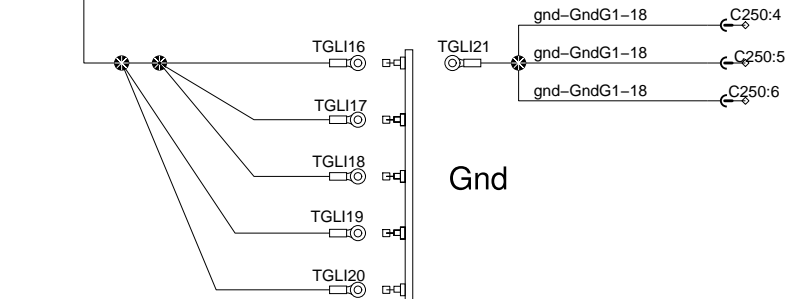 gnd−GndG1−18 C250:4
TGLI16 TGLI21 gnd−GndG1−18 C250:5
gnd−GndG1−18 C250:6
TGLI17
TGLI18
Gnd
TGLI19
TGLI20